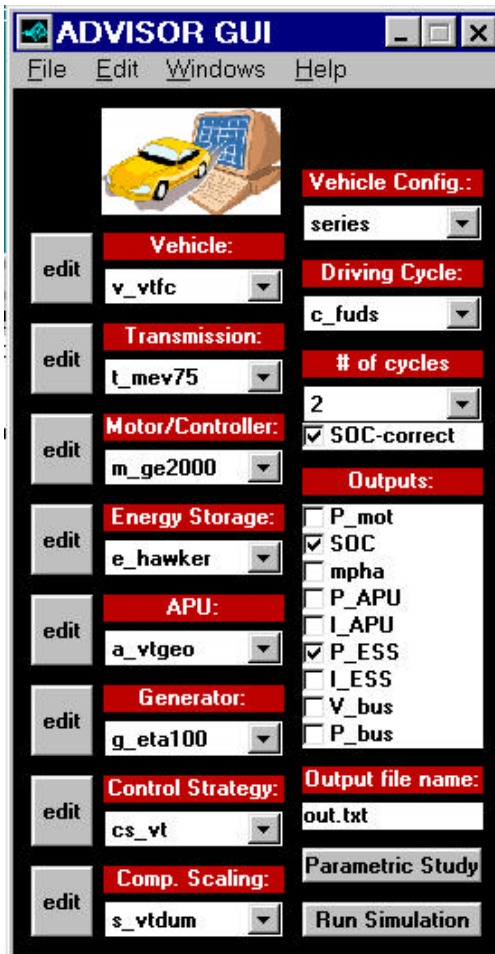 ADVISOR GUI
File Edit Windows Help
Vehicle:
edit
v_vtfc
Transmission:
edit
t_mev75
Motor/Controller:
edit
m_ge2000
Energy Storage:
edit
e_hawker
APU:
edit
a_vtgeo
Generator:
edit
g_eta100
Control Strategy:
edit
cs_vt
Comp. Scaling:
edit
s_vtdum
Vehicle Config.:
series
Driving Cycle:
c_fuds
# of cycles
2
SOC-correct
Outputs:
P_mot
SOC
mpha
P_APU
I_APU
P_ESS
I_ESS
V_bus
P_bus
Output file name:
out.txt
Parametric Study
Run Simulation